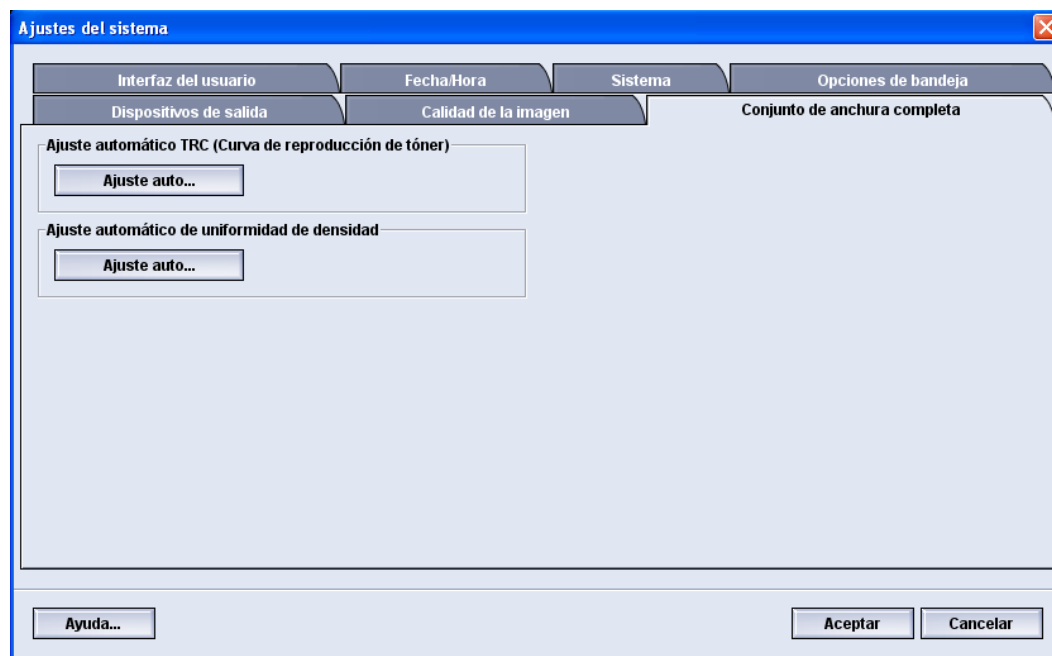 Ajustes del sistema
Interfaz del usuario
Fecha/Hora
Sistema
Opciones de bandeja
Dispositivos de salida
Calidad de la imagen
Conjunto de anchura completa
Ajuste automático TRC (Curva de reproducción de tóner)
Ajuste auto...
Ajuste automático de uniformidad de densidad
Ajuste auto...
Ayuda...
Aceptar
Cancelar